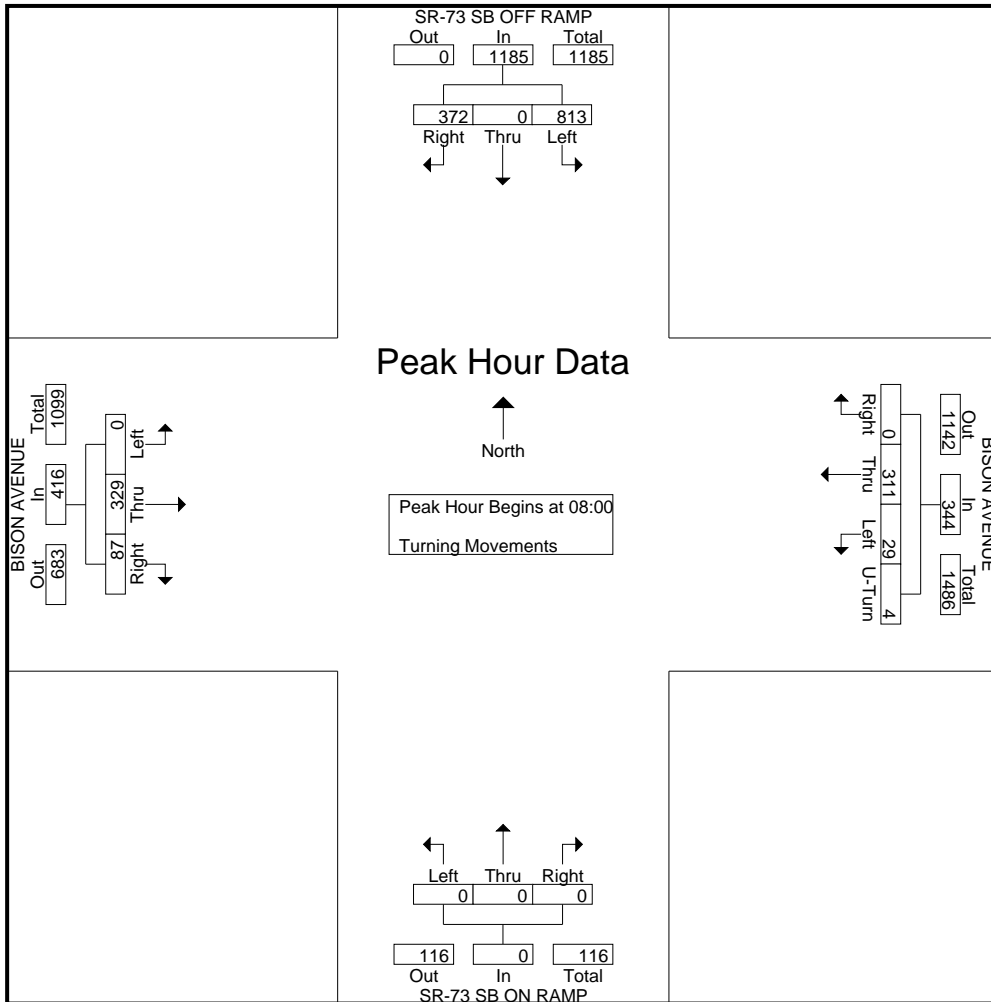 SR-73 SB OFF RAMP
Out In Total
0 1185 1185
372 0 813
Right Thru Left
Peak Hour Data
North
Peak Hour Begins at 08:00
Turning Movements
BISON AVENUE
Total In Out
1099 416 683
0 329 87
Left Thru Right
BISON AVENUE
Out In Total
1142 344 1486
0 311 29 4
Right Thru Left U-Turn
Left Thru Right
0 0 0
116 0 116
Out In Total
SR-73 SB ON RAMP